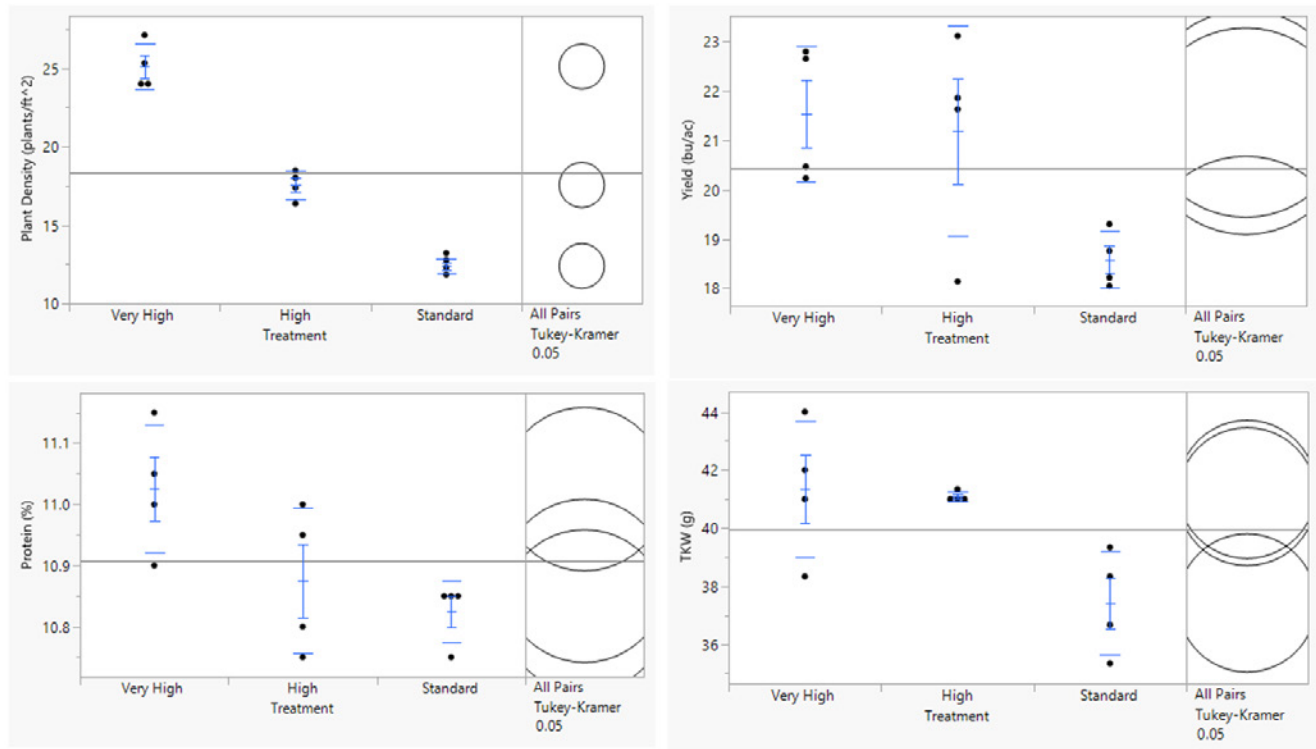 Plant Density (plants/ft^2)
25
20
15
10
Very High
High
Standard
Treatment
All Pairs
Tukey-Kramer
0.05
Yield (bu/ac)
23
22
21
20
19
18
Very High
High
Standard
Treatment
All Pairs
Tukey-Kramer
0.05
Protein (%)
11.1
11.0
10.9
10.8
Very High
High
Standard
Treatment
All Pairs
Tukey-Kramer
0.05
TKW (g)
44
42
40
38
36
Very High
High
Standard
Treatment
All Pairs
Tukey-Kramer
0.05